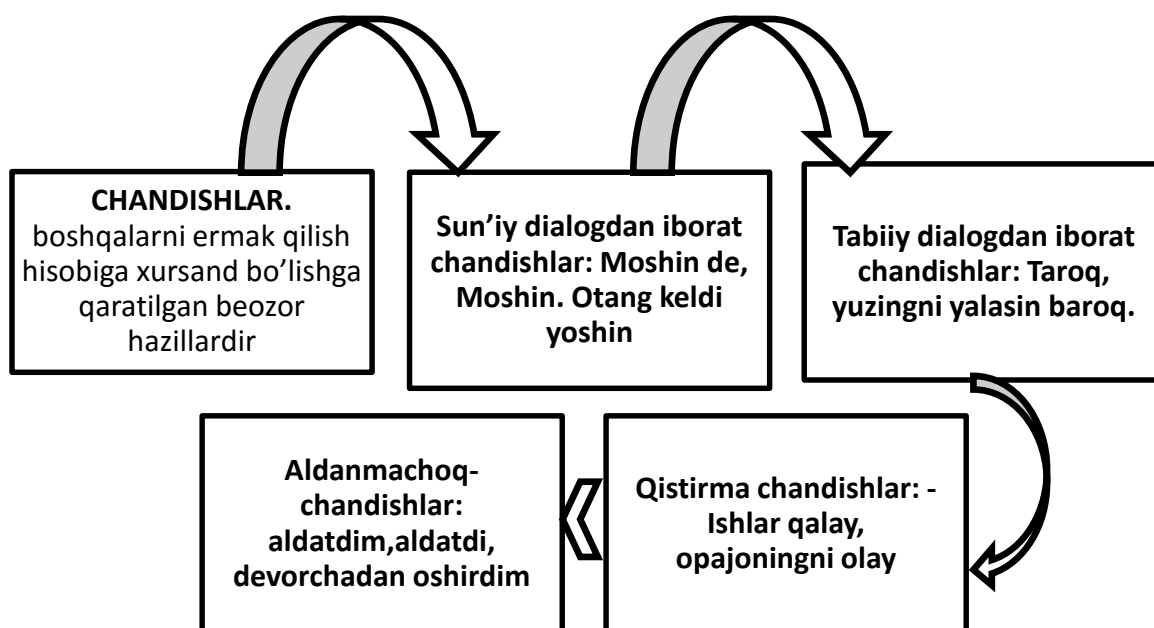 CHANDISHLAR.
boshqalarni ermak qilish
hisobiga xursand bo’lishga
qaratilgan beozor
hazillardir
Sun’iy dialogdan iborat
chandishlar: Moshin de,
Moshin. Otang keldi
yoshin
Tabiiy dialogdan iborat
chandishlar: Taroq,
yuzingni yalasin baroq.
Qistirma chandishlar: -
Ishlar qalay,
opajoningni olay
Aldanmachoq-
chandishlar:
aldatdim,aldatdi,
devorchadan oshirdim